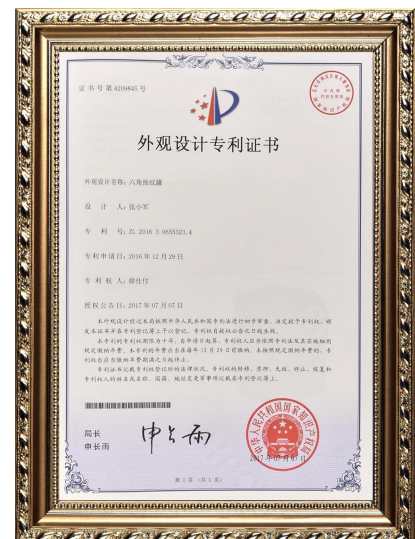 证书号第4209845号
外观设计专利证书
外观设计名称：六角拖纹罐
设 计 人：张小军
专 利 号：ZL 2016 3 0655323.4
专利申请日：2016年12月29日
专 利 权 人：徐仕付
授权公告日：2017年07月07日
本外观设计经过本局依照中华人民共和国专利法进行初步审查，决定授予专利权，颁
发本证书并在专利登记簿上予以登记。专利权自授权公告之日起生效。
本专利的专利权期限为十年，自申请日起算。专利权人应当依照专利法及其实施细则
规定缴纳年费。本专利的年费应当在每年12月29日前缴纳。未按照规定缴纳年费的，专
利权自应当缴纳年费期满之日起终止。
专利证书记载专利权登记时的法律状况。专利权的转移、质押、无效、终止、恢复和
专利权人的姓名或名称、国籍、地址变更等事项记载在专利登记簿上。
局长
申长雨
申长雨
中华人民共和国国家知识产权局
2017年07月07日
第1页（共1页）